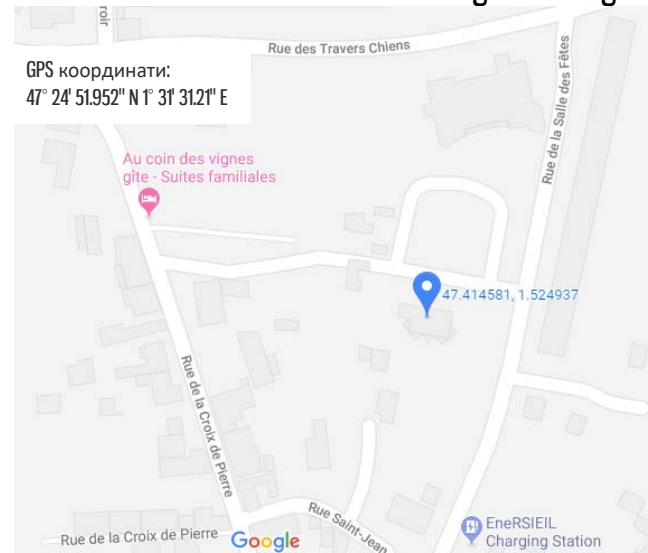 Rue des Travers Chiens
GPS координати:
47° 24' 51.952" N 1° 31' 31.21" E
Rue de la Salle des Fêtes
Au coin des vignes
gîte - Suites familiales
47.414581, 1.524937
Rue de la Croix de Pierre
Rue Saint-Jean
EneRSIEIL
Charging Station
Rue de la Croix de Pierre
Google